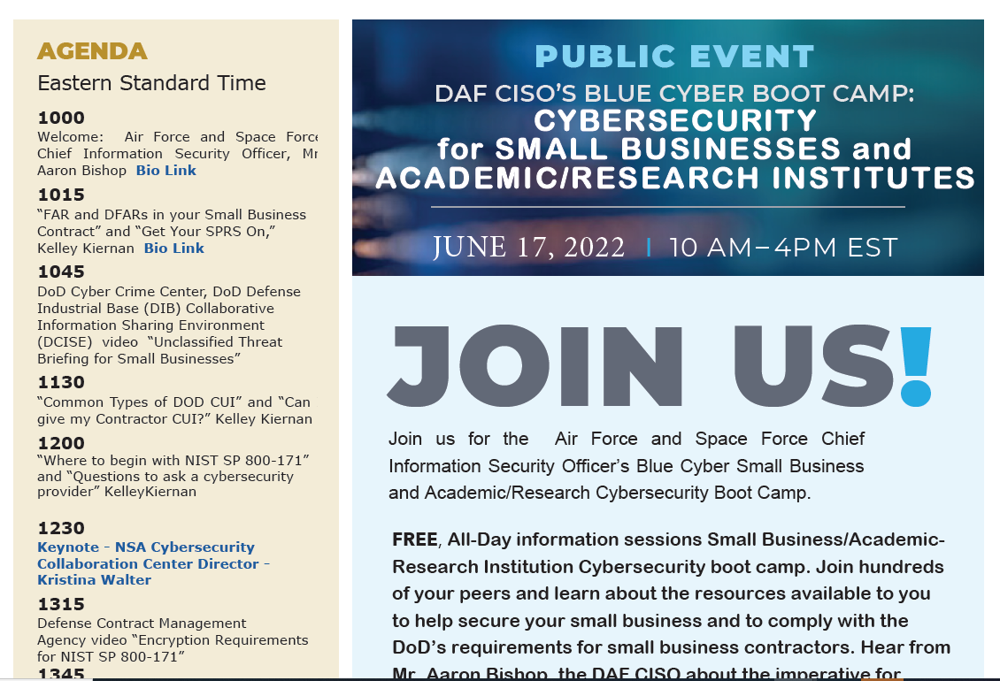 AGENDA
Eastern Standard Time
1000
Welcome: Air Force and Space Force
Chief Information Security Officer, Mr
Aaron Bishop Bio Link
1015
“FAR and DFARs in your Small Business
Contract” and “Get Your SPRS On,”
Kelley Kiernan Bio Link
1045
DoD Cyber Crime Center, DoD Defense
Industrial Base (DIB) Collaborative
Information Sharing Environment
(DCISE) video “Unclassified Threat
Briefing for Small Businesses”
1130
“Common Types of DOD CUI” and “Can
give my Contractor CUI?” Kelley Kiernan
1200
“Where to begin with NIST SP 800-171”
and “Questions to ask a cybersecurity
provider” KelleyKiernan
1230
Keynote - NSA Cybersecurity
Collaboration Center Director –
Kristina Walter
1315
Defense Contract Management
Agency video “Encryption Requirements
for NIST SP 800-171”
1345
PUBLIC EVENT
DAF CISO’S BLUE CYBER BOOT CAMP:
CYBERSECURITY
for SMALL BUSINESSES and
ACADEMIC/RESEARCH INSTITUTES
JUNE 17, 2022 | 10 AM–4PM EST
JOIN US!
Join us for the Air Force and Space Force Chief
Information Security Officer’s Blue Cyber Small Business
and Academic/Research Cybersecurity Boot Camp.
FREE, All-Day information sessions Small Business/Academic-
Research Institution Cybersecurity boot camp. Join hundreds
of your peers and learn about the resources available to you
to help secure your small business and to comply with the
DoD’s requirements for small business contractors. Hear from
Mr. Aaron Bishop, the DAF CISO about the imperative for